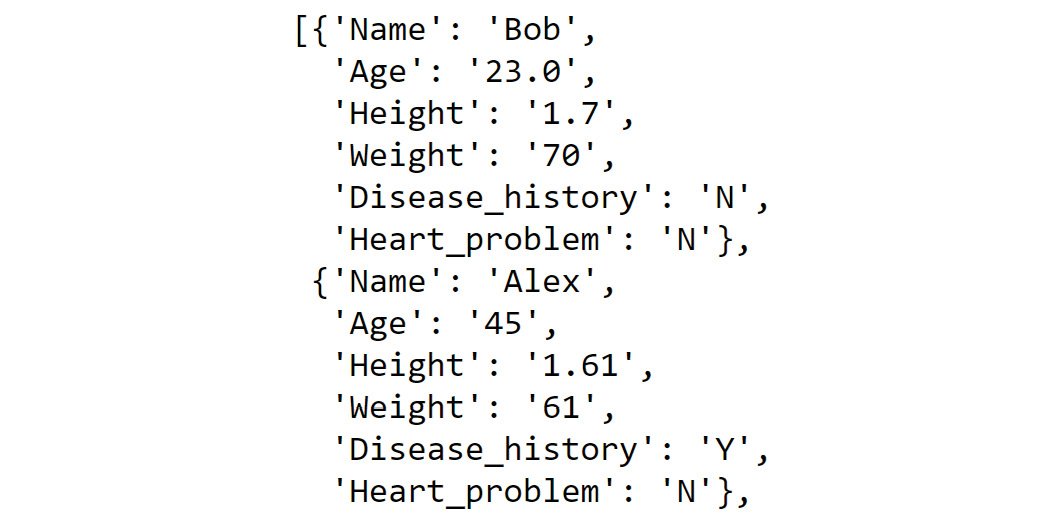 [{'Name': 'Bob',
'Age': '23.0',
'Height': '1.7',
'Weight': '70',
'Disease_history': 'N',
'Heart_problem': 'N'},
{'Name': 'Alex',
'Age': '45',
'Height': '1.61',
'Weight': '61',
'Disease_history': 'Y',
'Heart_problem': 'N'},